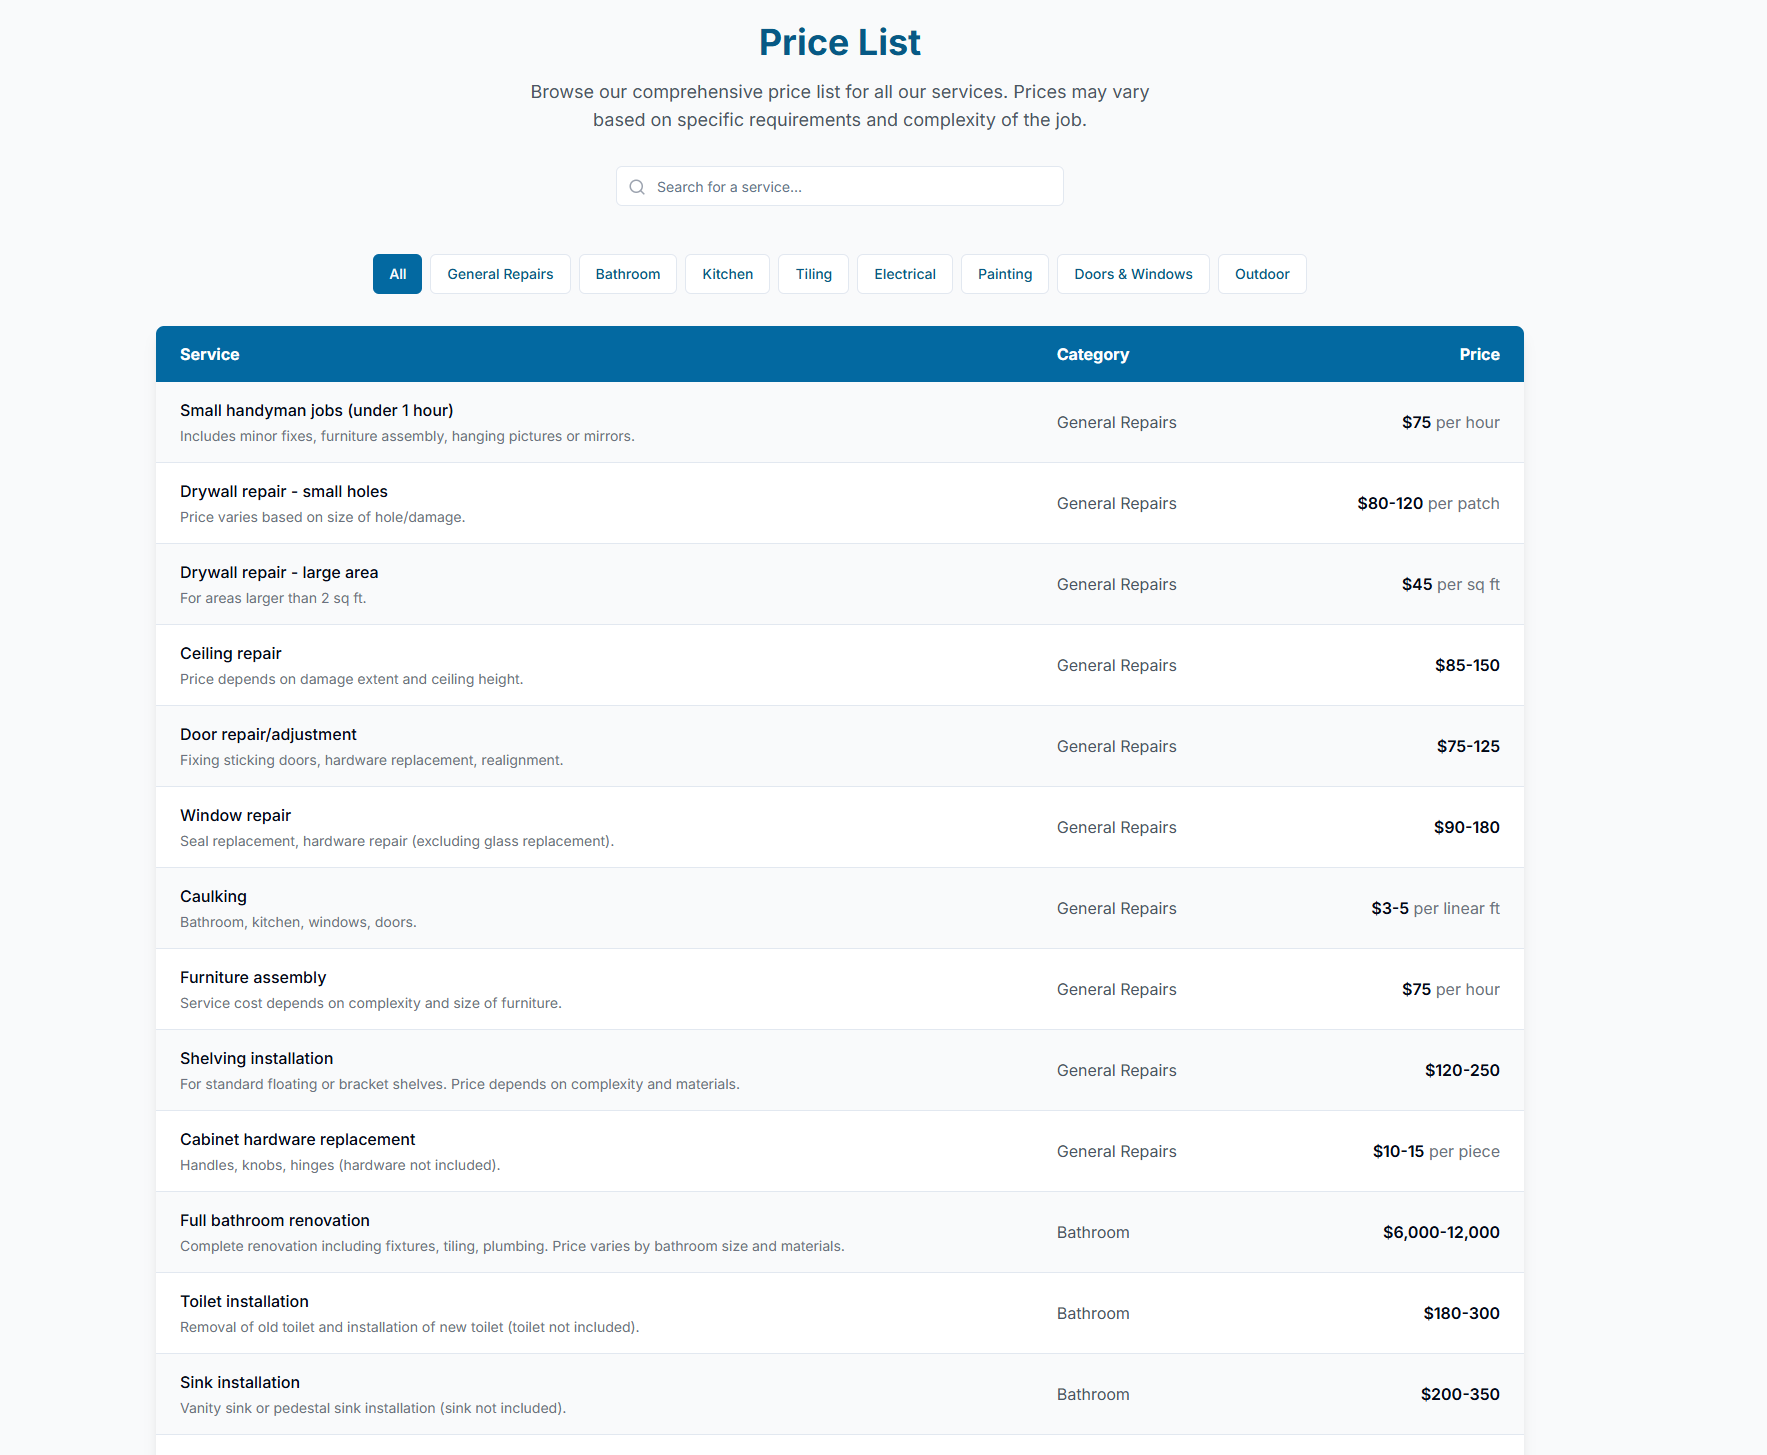 Price List
Browse our comprehensive price list for all our services. Prices may vary
based on specific requirements and complexity of the job.
Search for a service...
All
General Repairs
Bathroom
Kitchen
Tiling
Electrical
Painting
Doors & Windows
Outdoor
Service Category Price
Small handyman jobs (under 1 hour)
Includes minor fixes, furniture assembly, hanging pictures or mirrors.
General Repairs
$75 per hour
Drywall repair - small holes
Price varies based on size of hole/damage.
General Repairs
$80-120 per patch
Drywall repair - large area
For areas larger than 2 sq ft.
General Repairs
$45 per sq ft
Ceiling repair
Price depends on damage extent and ceiling height.
General Repairs
$85-150
Door repair/adjustment
Fixing sticking doors, hardware replacement, realignment.
General Repairs
$75-125
Window repair
Seal replacement, hardware repair (excluding glass replacement).
General Repairs
$90-180
Caulking
Bathroom, kitchen, windows, doors.
General Repairs
$3-5 per linear ft
Furniture assembly
Service cost depends on complexity and size of furniture.
General Repairs
$75 per hour
Shelving installation
For standard floating or bracket shelves. Price depends on complexity and materials.
General Repairs
$120-250
Cabinet hardware replacement
Handles, knobs, hinges (hardware not included).
General Repairs
$10-15 per piece
Full bathroom renovation
Complete renovation including fixtures, tiling, plumbing. Price varies by bathroom size and materials.
Bathroom
$6,000-12,000
Toilet installation
Removal of old toilet and installation of new toilet (toilet not included).
Bathroom
$180-300
Sink installation
Vanity sink or pedestal sink installation (sink not included).
Bathroom
$200-350